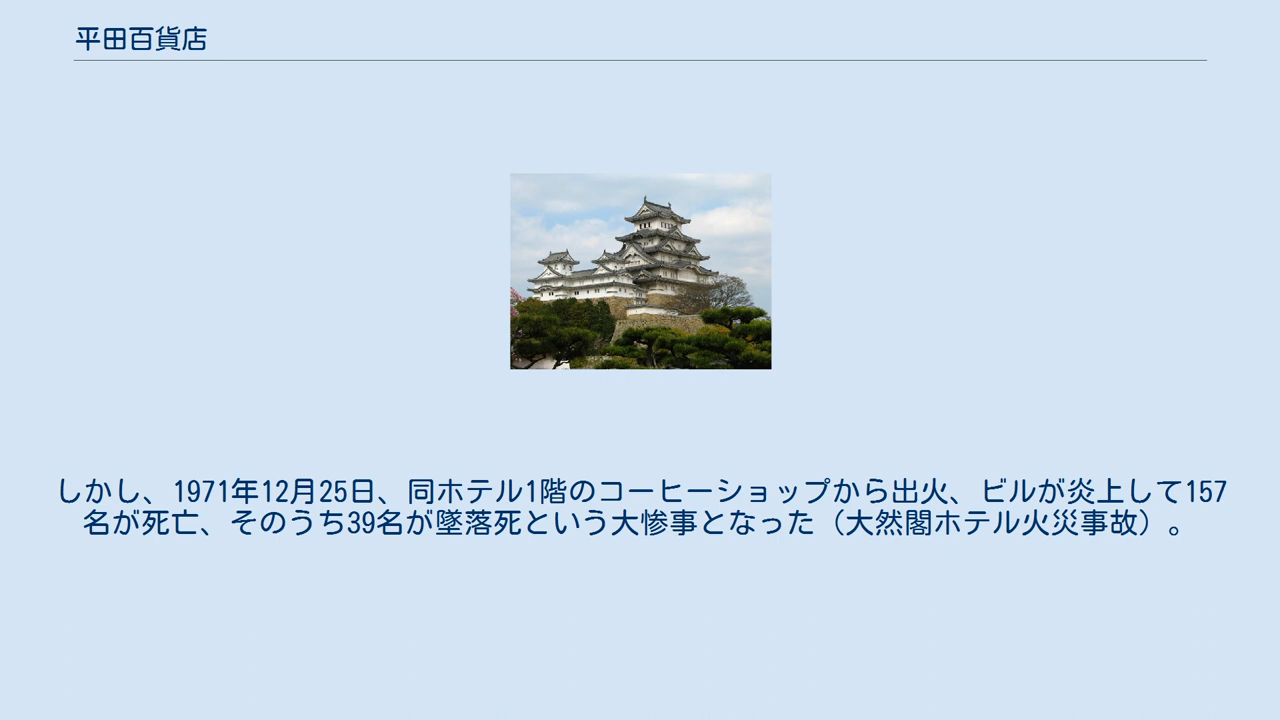 平田百貨店
しかし、1971年12月25日、同ホテル1階のコーヒーショップから出火、ビルが炎上して157
名が死亡、そのうち39名が墜落死という大惨事となった（大然閣ホテル火災事故）。